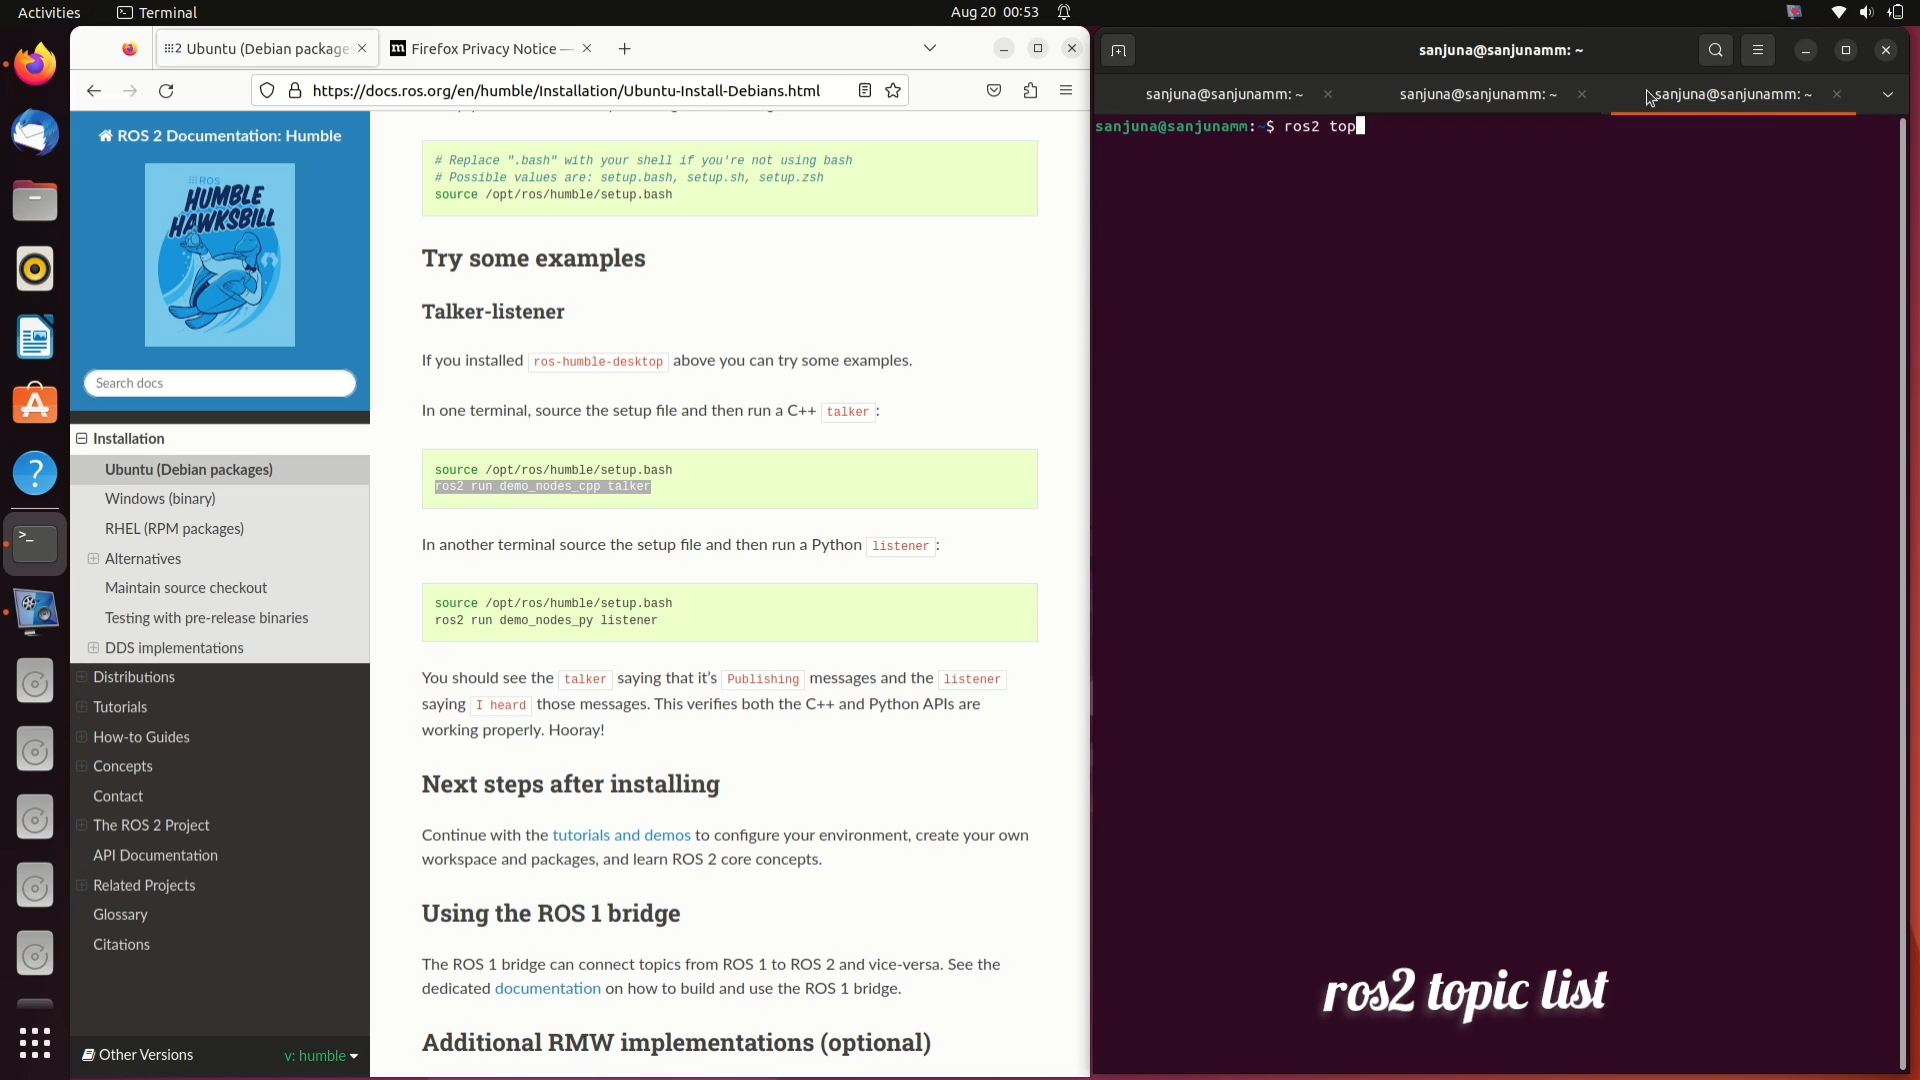 Activities
Terminal
Aug 20 00:53
2 Ubuntu (Debian package
Firefox Privacy Notice —
https://docs.ros.org/en/humble/Installation/Ubuntu-Install-Debians.html
ROS 2 Documentation: Humble
ROS
HUMBLE
HAWKSBILL
Search docs
Installation
Ubuntu (Debian packages)
Windows (binary)
RHEL (RPM packages)
Alternatives
Maintain source checkout
Testing with pre-release binaries
DDS implementations
Distributions
Tutorials
How-to Guides
Concepts
Contact
The ROS 2 Project
API Documentation
Related Projects
Glossary
Citations
Other Versions
v: humble
# Replace ".bash" with your shell if you're not using bash
# Possible values are: setup.bash, setup.sh, setup.zsh
source /opt/ros/humble/setup.bash
Try some examples
Talker-listener
If you installed ros-humble-desktop above you can try some examples.
In one terminal, source the setup file and then run a C++ talker :
source /opt/ros/humble/setup.bash
ros2 run demo_nodes_cpp talker
In another terminal source the setup file and then run a Python listener :
source /opt/ros/humble/setup.bash
ros2 run demo_nodes_py listener
You should see the talker saying that it's Publishing messages and the listener
saying I heard those messages. This verifies both the C++ and Python APIs are
working properly. Hooray!
Next steps after installing
Continue with the tutorials and demos to configure your environment, create your own
workspace and packages, and learn ROS 2 core concepts.
Using the ROS 1 bridge
The ROS 1 bridge can connect topics from ROS 1 to ROS 2 and vice-versa. See the
dedicated documentation on how to build and use the ROS 1 bridge.
Additional RMW implementations (optional)
sanjuna@sanjunamm: ~
sanjuna@sanjunamm: ~
sanjuna@sanjunamm: ~
sanjuna@sanjunamm: ~
sanjuna@sanjunamm:~$ ros2 top
ros2 topic list